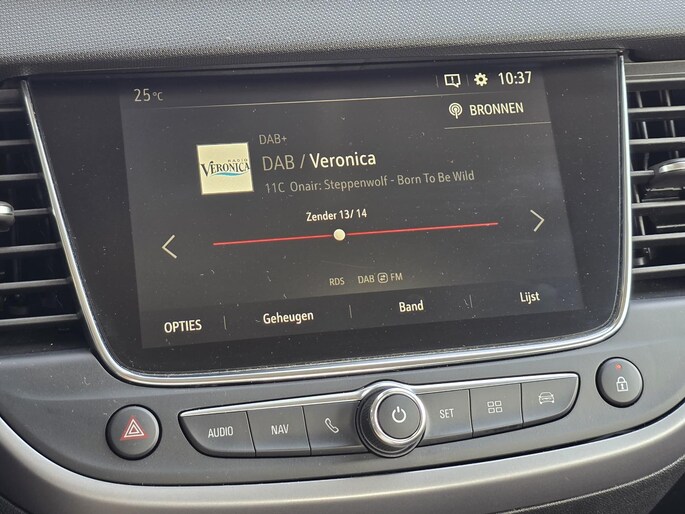 25 °C
10:37
BRONNEN
DAB+
RADIO
VERONICA
DAB / Veronica
11C Onair: Steppenwolf - Born To Be Wild
Zender 13/ 14
RDS DAB FM
OPTIES Geheugen Band Lijst
AUDIO NAV SET